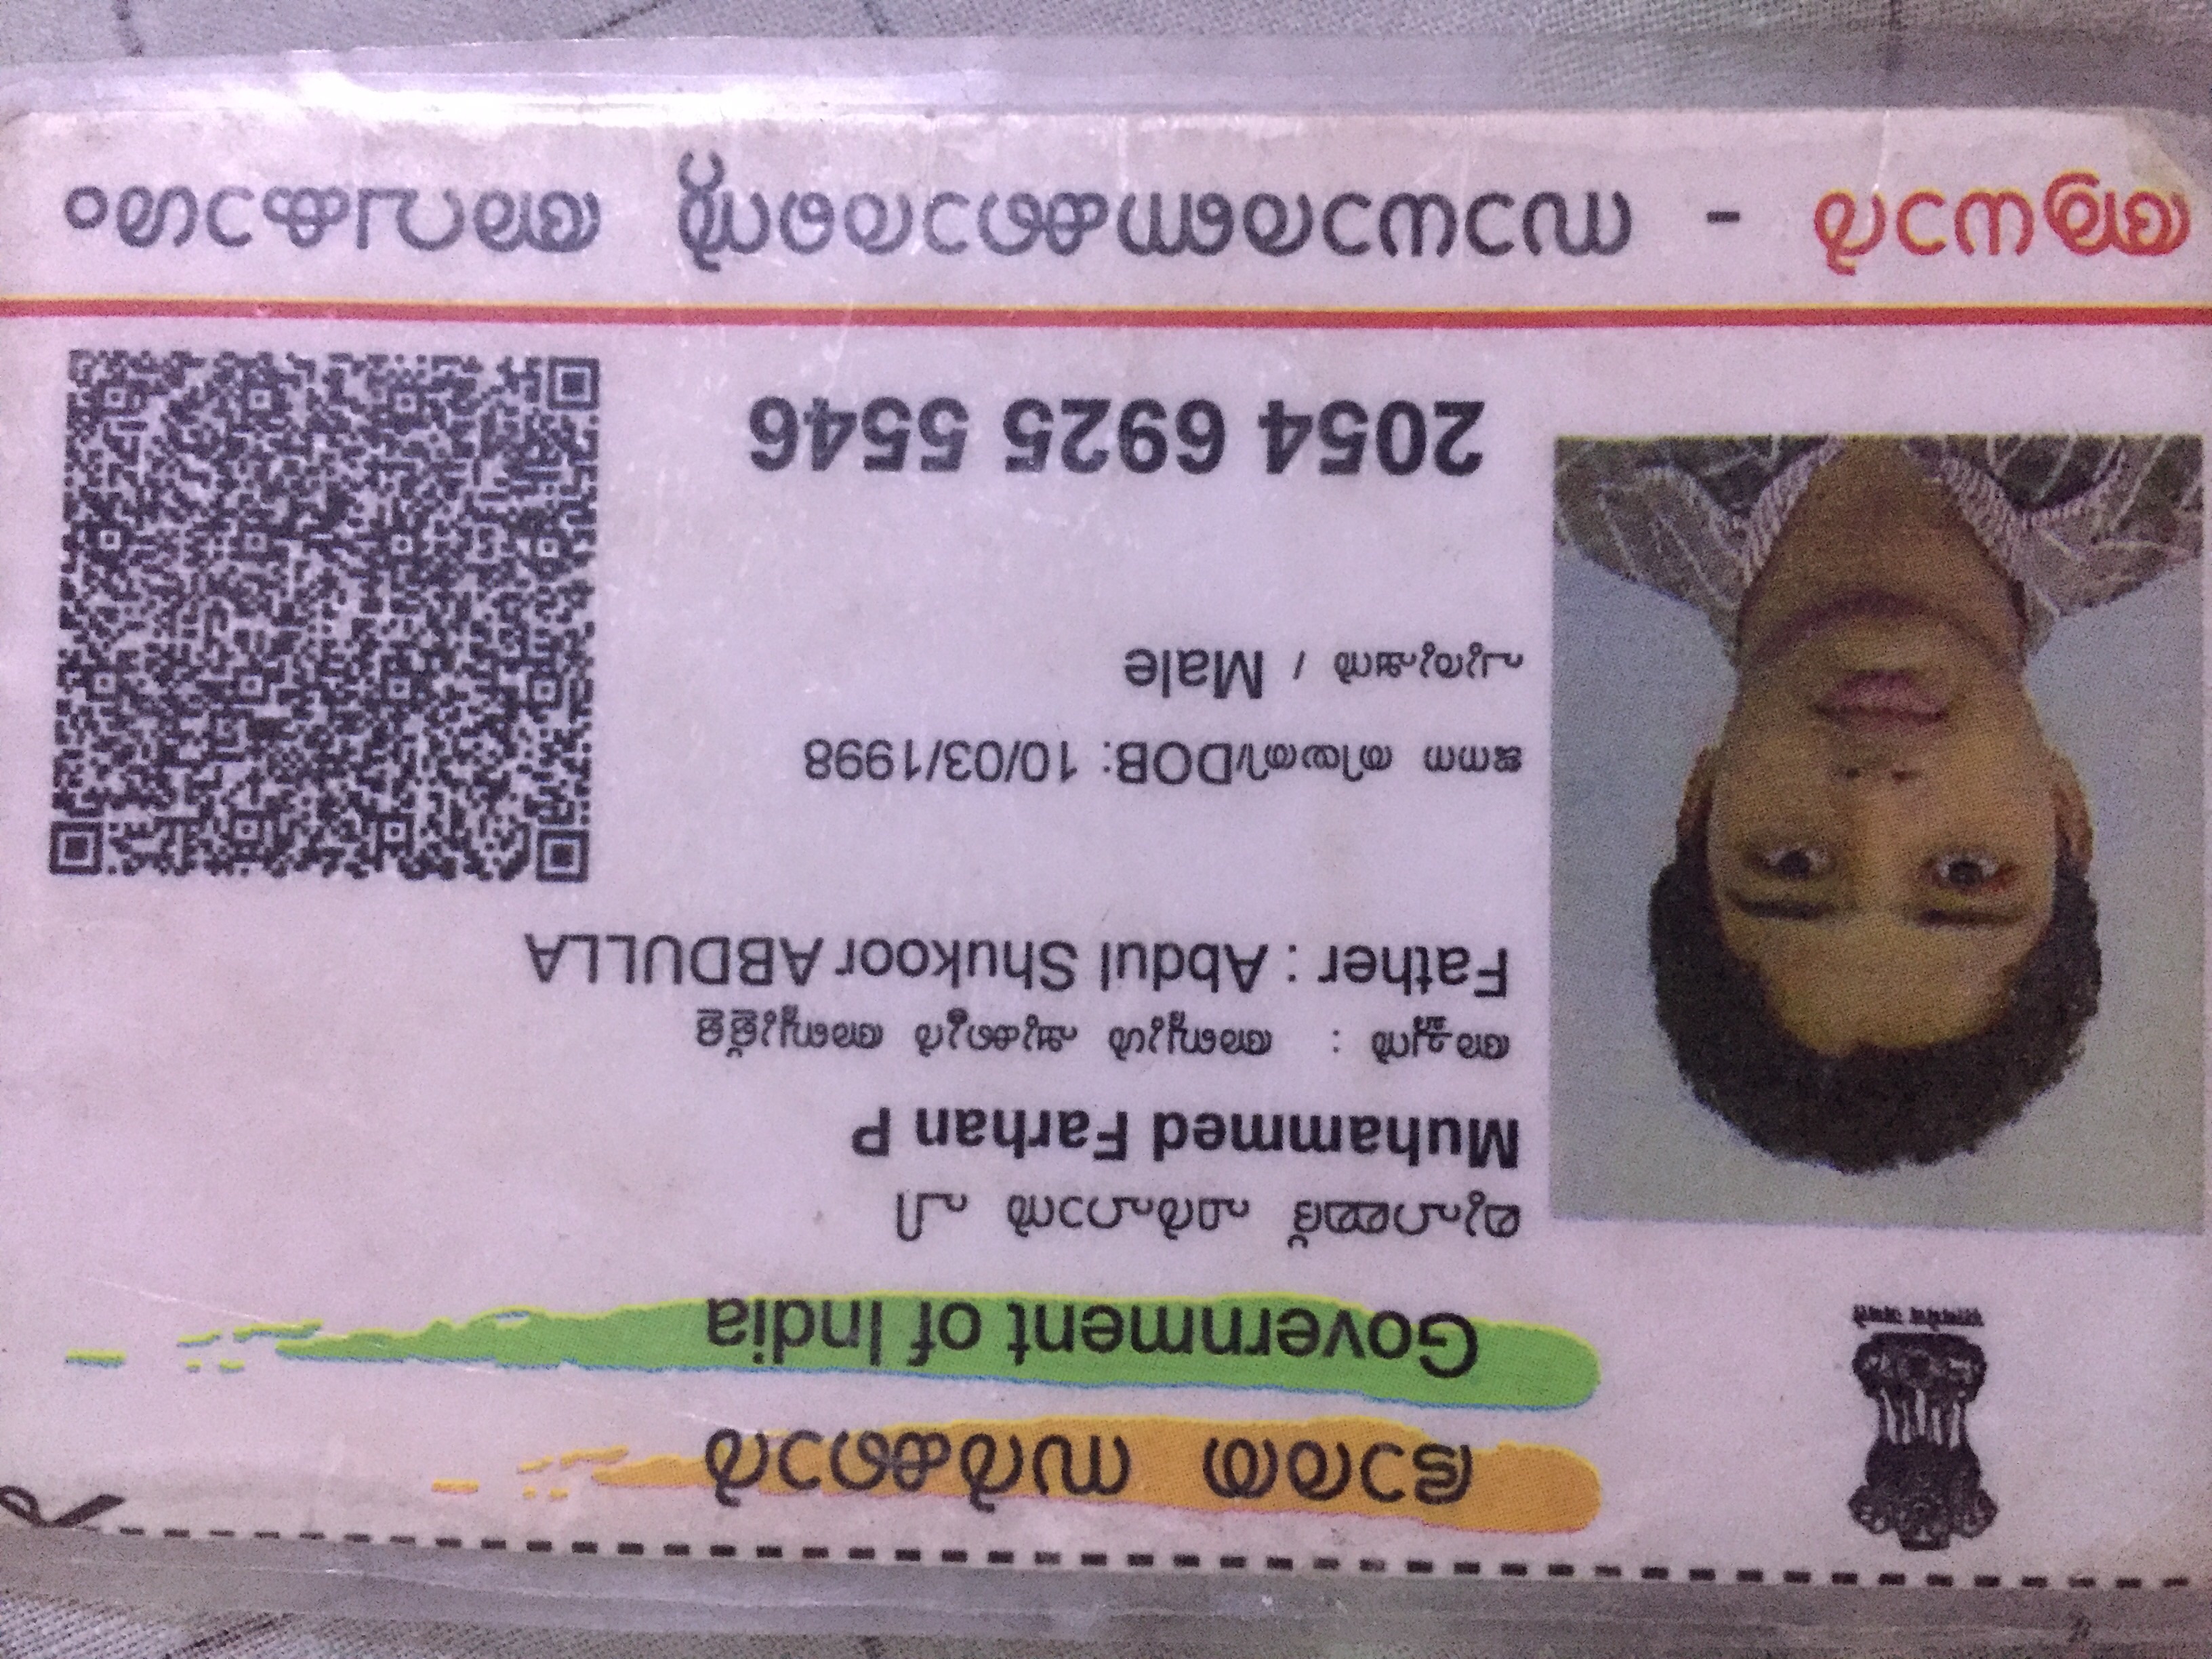 ഭാരത സർക്കാർ
Government of India
सत्यमेव जयते
മുഹമ്മദ് ഫർഹാൻ പി
Muhammed Farhan P
അച്ഛൻ : അബ്ദുൾ ഷുക്കൂർ അബ്ദുള്ള
Father : Abdul Shukoor ABDULLA
ജനന തിയതി/DOB: 10/03/1998
പുരുഷൻ / Male
2054 6925 5546
ആധാർ - സാധാരണക്കാരന്റെ അവകാശം